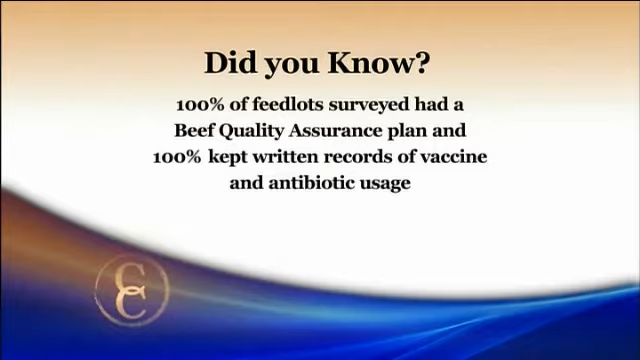 Did you Know?
100% of feedlots surveyed had a
Beef Quality Assurance plan and
100% kept written records of vaccine
and antibiotic usage
CC